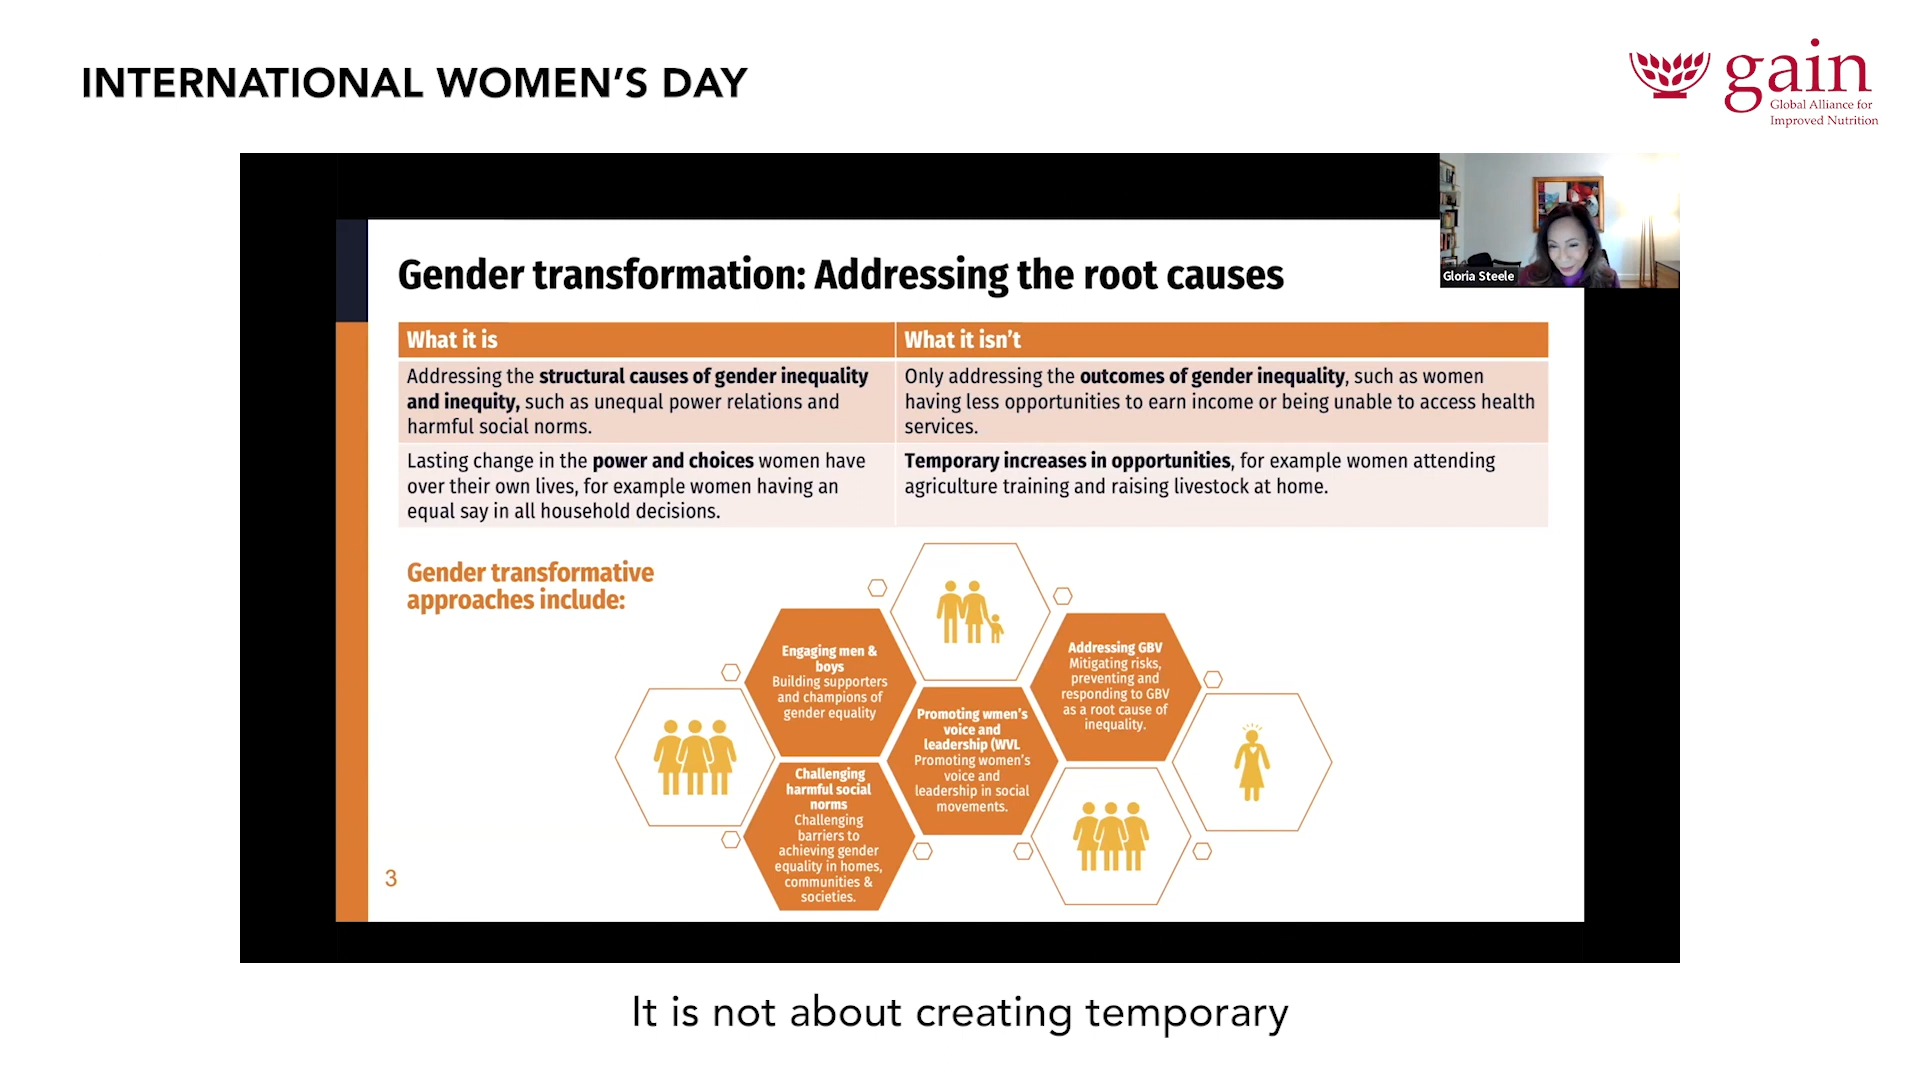 INTERNATIONAL WOMEN'S DAY
gain
Global Alliance for
Improved Nutrition
Gloria Steele
Gender transformation: Addressing the root causes
What it is
What it isn't
Addressing the structural causes of gender inequality
and inequity, such as unequal power relations and
harmful social norms.
Only addressing the outcomes of gender inequality, such as women
having less opportunities to earn income or being unable to access health
services.
Lasting change in the power and choices women have
over their own lives, for example women having an
equal say in all household decisions.
Temporary increases in opportunities, for example women attending
agriculture training and raising livestock at home.
Gender transformative
approaches include:
Engaging men &
boys
Building supporters
and champions of
gender equality
Challenging
harmful social
norms
Challenging
barriers to
achieving gender
equality in homes,
communities &
societies.
Promoting wmen's
voice and
leadership (WVL
Promoting women's
voice and
leadership in social
movements.
Addressing GBV
Mitigating risks,
preventing and
responding to GBV
as a root cause of
inequality.
3
It is not about creating temporary